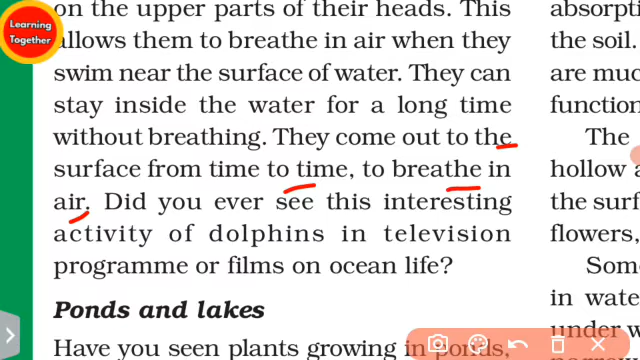 Learning
Together
on the upper parts of their heads. This
allows them to breathe in air when they
swim near the surface of water. They can
stay inside the water for a long time
without breathing. They come out to the
surface from time to time, to breathe in
air. Did you ever see this interesting
activity of dolphins in television
programme or films on ocean life?
Ponds and lakes
Have you seen plants growing in ponds,
the soil.
are muc
The
hollow a
the surf
flowers,
Som
in wate
under w